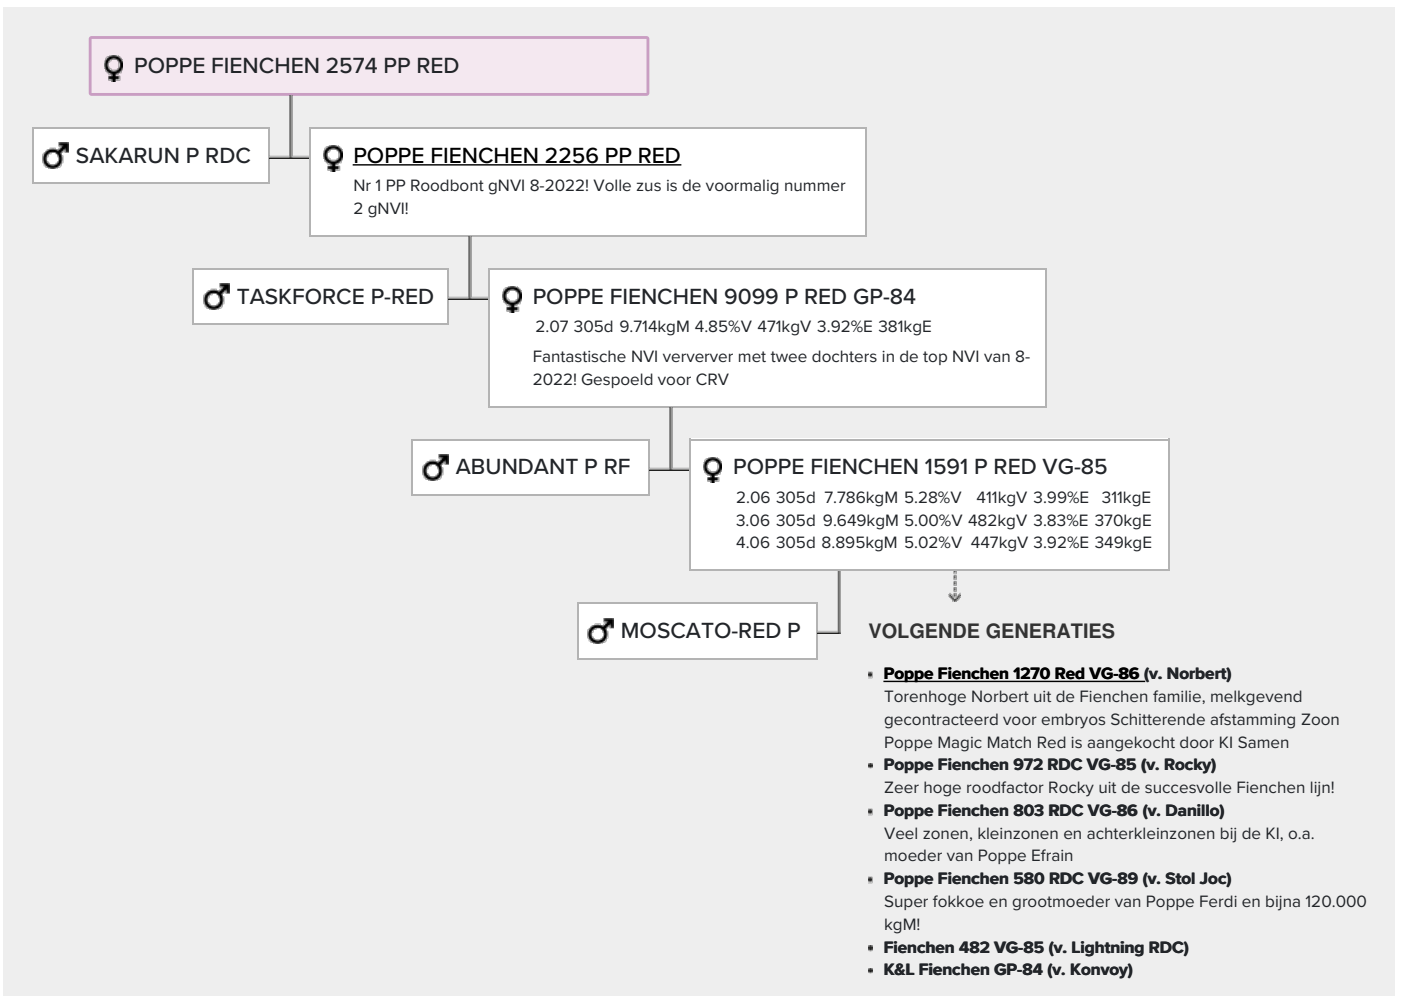 POPPE FIENCHEN 2574 PP RED
SAKARUN P RDC
POPPE FIENCHEN 2256 PP RED
Nr 1 PP Roodbont gNVI 8-2022! Volle zus is de voormalig nummer
2 gNVI!
TASKFORCE P-RED
POPPE FIENCHEN 9099 P RED GP-84
2.07 305d 9.714kgM 4.85%V 471kgV 3.92%E 381kgE
Fantastische NVI ververver met twee dochters in de top NVI van 8-
2022! Gespoeld voor CRV
ABUNDANT P RF
POPPE FIENCHEN 1591 P RED VG-85
2.06 305d 7.786kgM 5.28%V 411kgV 3.99%E 311kgE
3.06 305d 9.649kgM 5.00%V 482kgV 3.83%E 370kgE
4.06 305d 8.895kgM 5.02%V 447kgV 3.92%E 349kgE
MOSCATO-RED P
VOLGENDE GENERATIES
Poppe Fienchen 1270 Red VG-86 (v. Norbert)
Torenhoge Norbert uit de Fienchen familie, melkgevend
gecontracteerd voor embryos Schitterende afstamming Zoon
Poppe Magic Match Red is aangekocht door KI Samen
Poppe Fienchen 972 RDC VG-85 (v. Rocky)
Zeer hoge roodfactor Rocky uit de succesvolle Fienchen lijn!
Poppe Fienchen 803 RDC VG-86 (v. Danillo)
Veel zonen, kleinzonen en achterkleinzonen bij de KI, o.a.
moeder van Poppe Efrain
Poppe Fienchen 580 RDC VG-89 (v. Stol Joc)
Super fokkoe en grootmoeder van Poppe Ferdi en bijna 120.000
kgM!
Fienchen 482 VG-85 (v. Lightning RDC)
K&L Fienchen GP-84 (v. Konvoy)